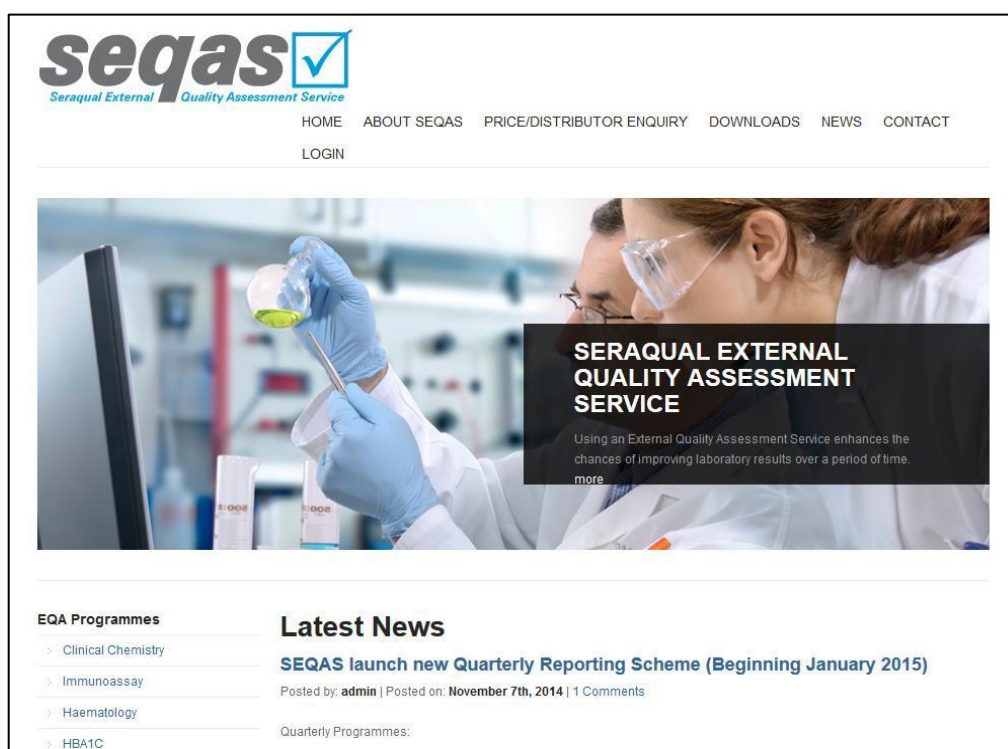 seqas
Seraqual External Quality Assessment Service
HOME ABOUT SEQAS PRICE/DISTRIBUTOR ENQUIRY DOWNLOADS NEWS CONTACT
LOGIN
SERAQUAL EXTERNAL
QUALITY ASSESSMENT
SERVICE
Using an External Quality Assessment Service enhances the
chances of improving laboratory results over a period of time.
more
EQA Programmes
Clinical Chemistry
Immunoassay
Haematology
HBA1C
Latest News
SEQAS launch new Quarterly Reporting Scheme (Beginning January 2015)
Posted by: admin | Posted on: November 7th, 2014 | 1 Comments
Quarterly Programmes: